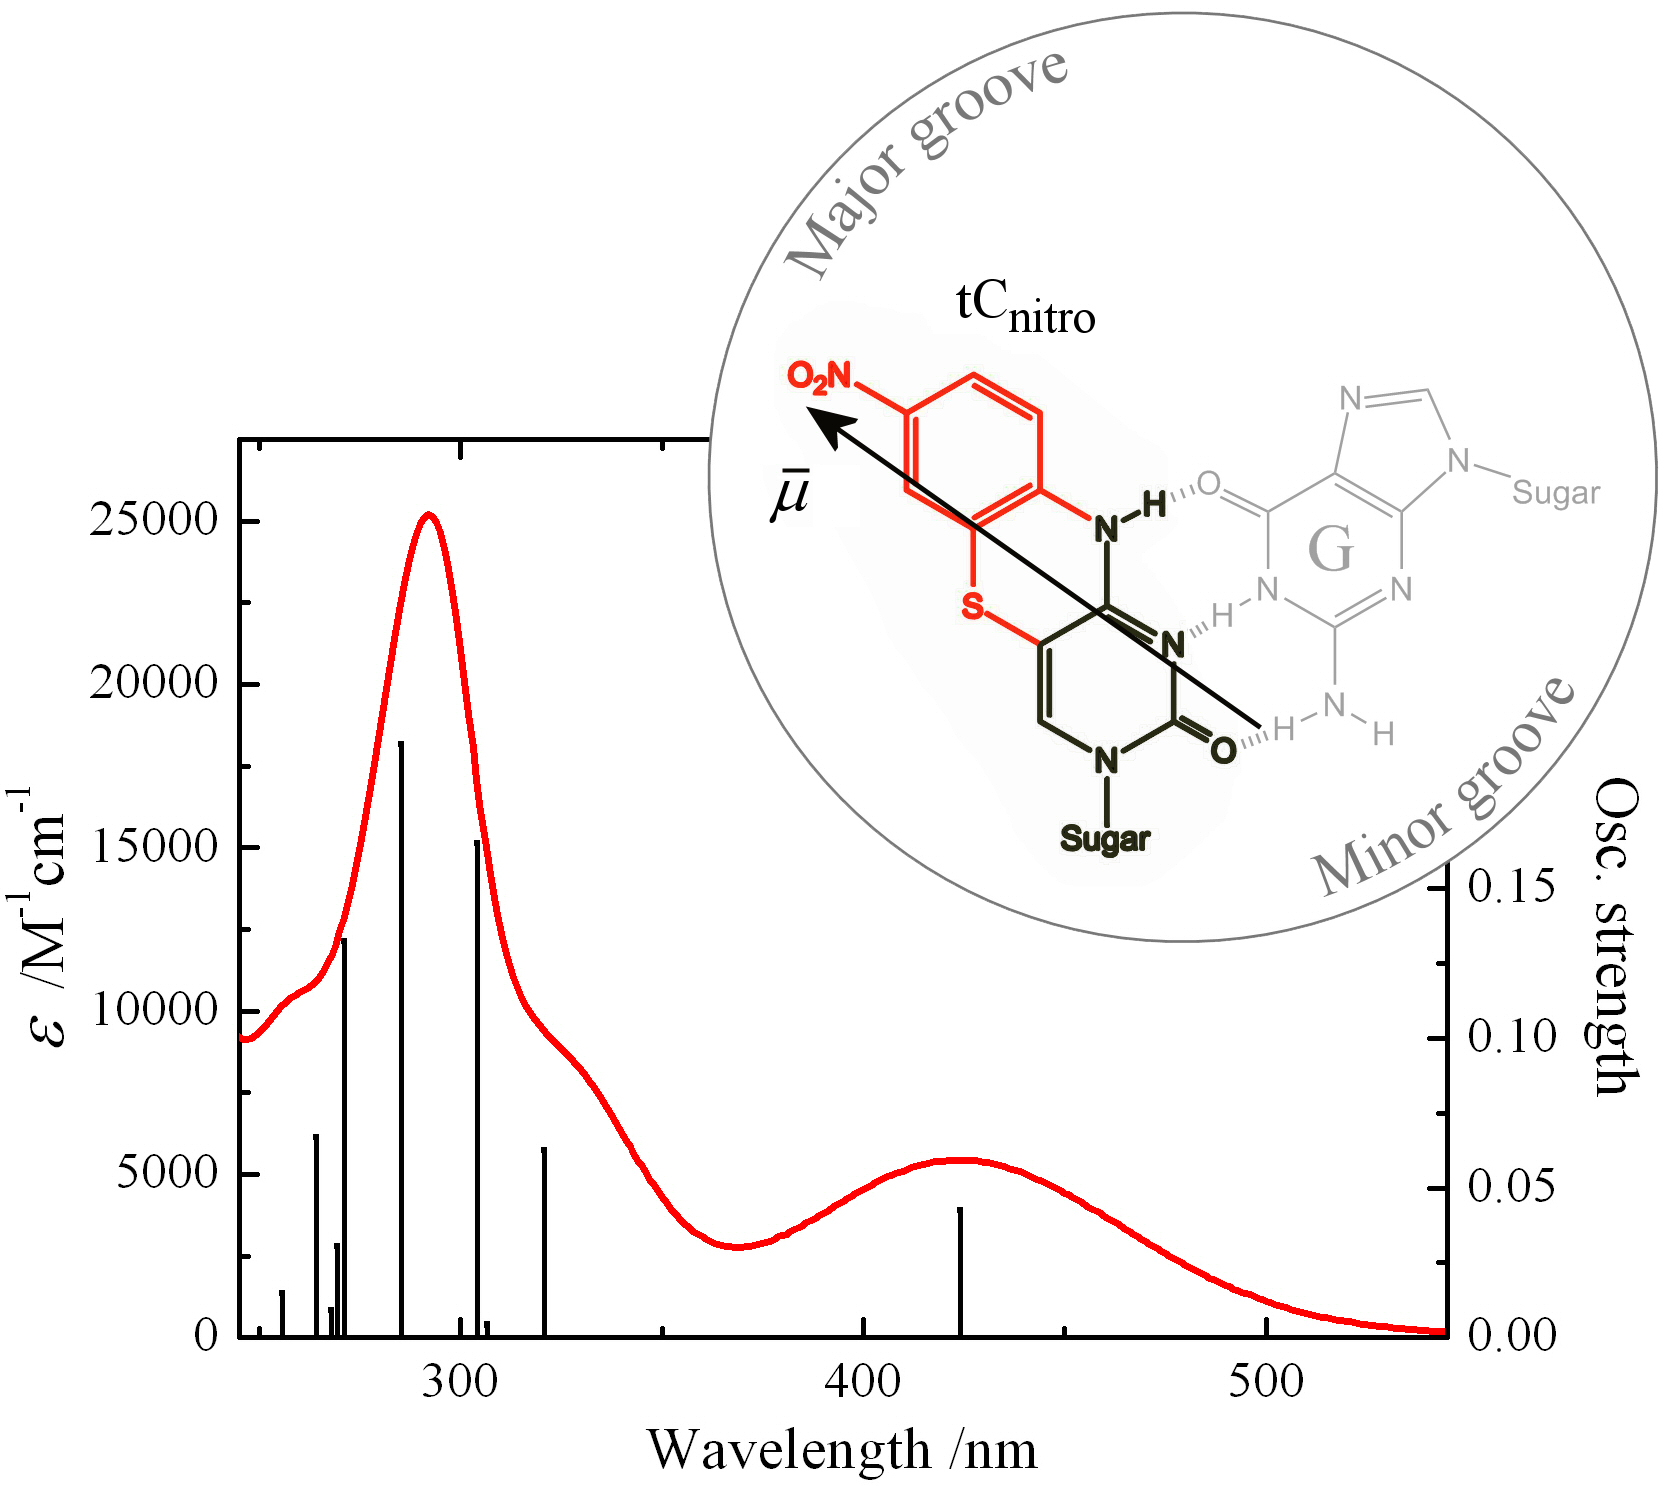 Major groove
tCnitro
O2N
N
N
H
O
Sugar
μ̄
G
25000
S
N
H
N
N
20000
H
N
H
O
N
Minor groove
Sugar
15000
0.15
ε /M-1cm-1
Osc. strength
10000
0.10
5000
0.05
0
0.00
300
400
500
Wavelength /nm